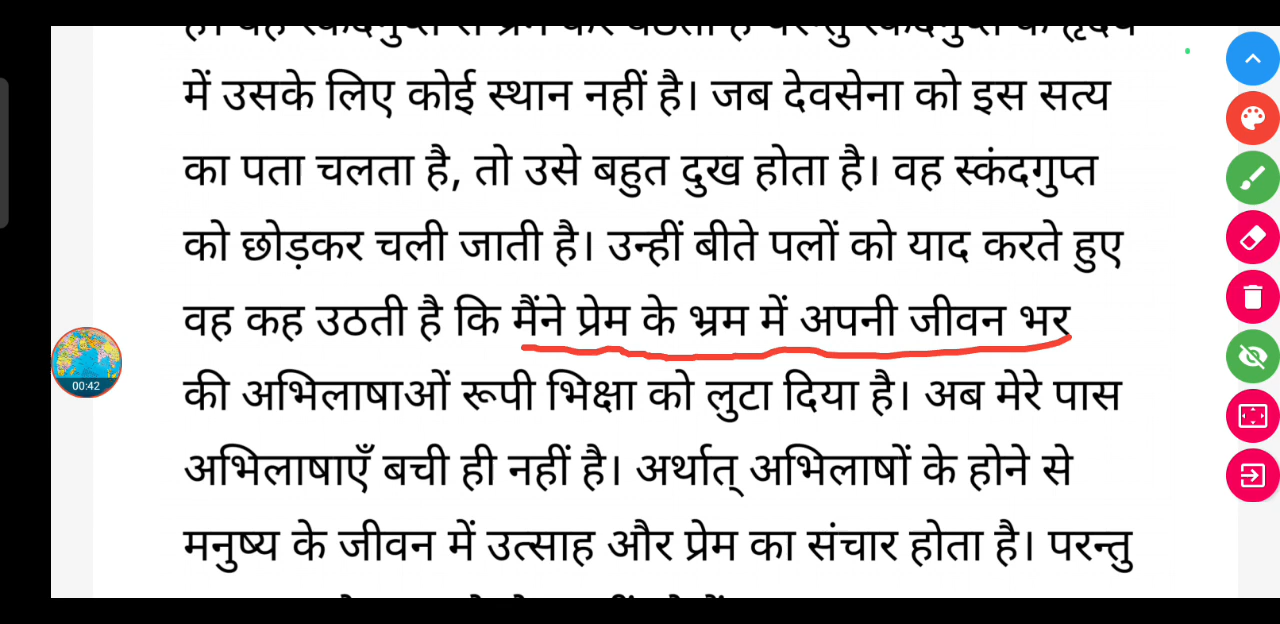 में उसके लिए कोई स्थान नहीं है। जब देवसेना को इस सत्य
का पता चलता है, तो उसे बहुत दुख होता है। वह स्कंदगुप्त
को छोड़कर चली जाती है। उन्हीं बीते पलों को याद करते हुए
वह कह उठती है कि मैंने प्रेम के भ्रम में अपनी जीवन भर
की अभिलाषाओं रूपी भिक्षा को लुटा दिया है। अब मेरे पास
अभिलाषाएँ बची ही नहीं है। अर्थात् अभिलाषों के होने से
मनुष्य के जीवन में उत्साह और प्रेम का संचार होता है। परन्तु
00:42